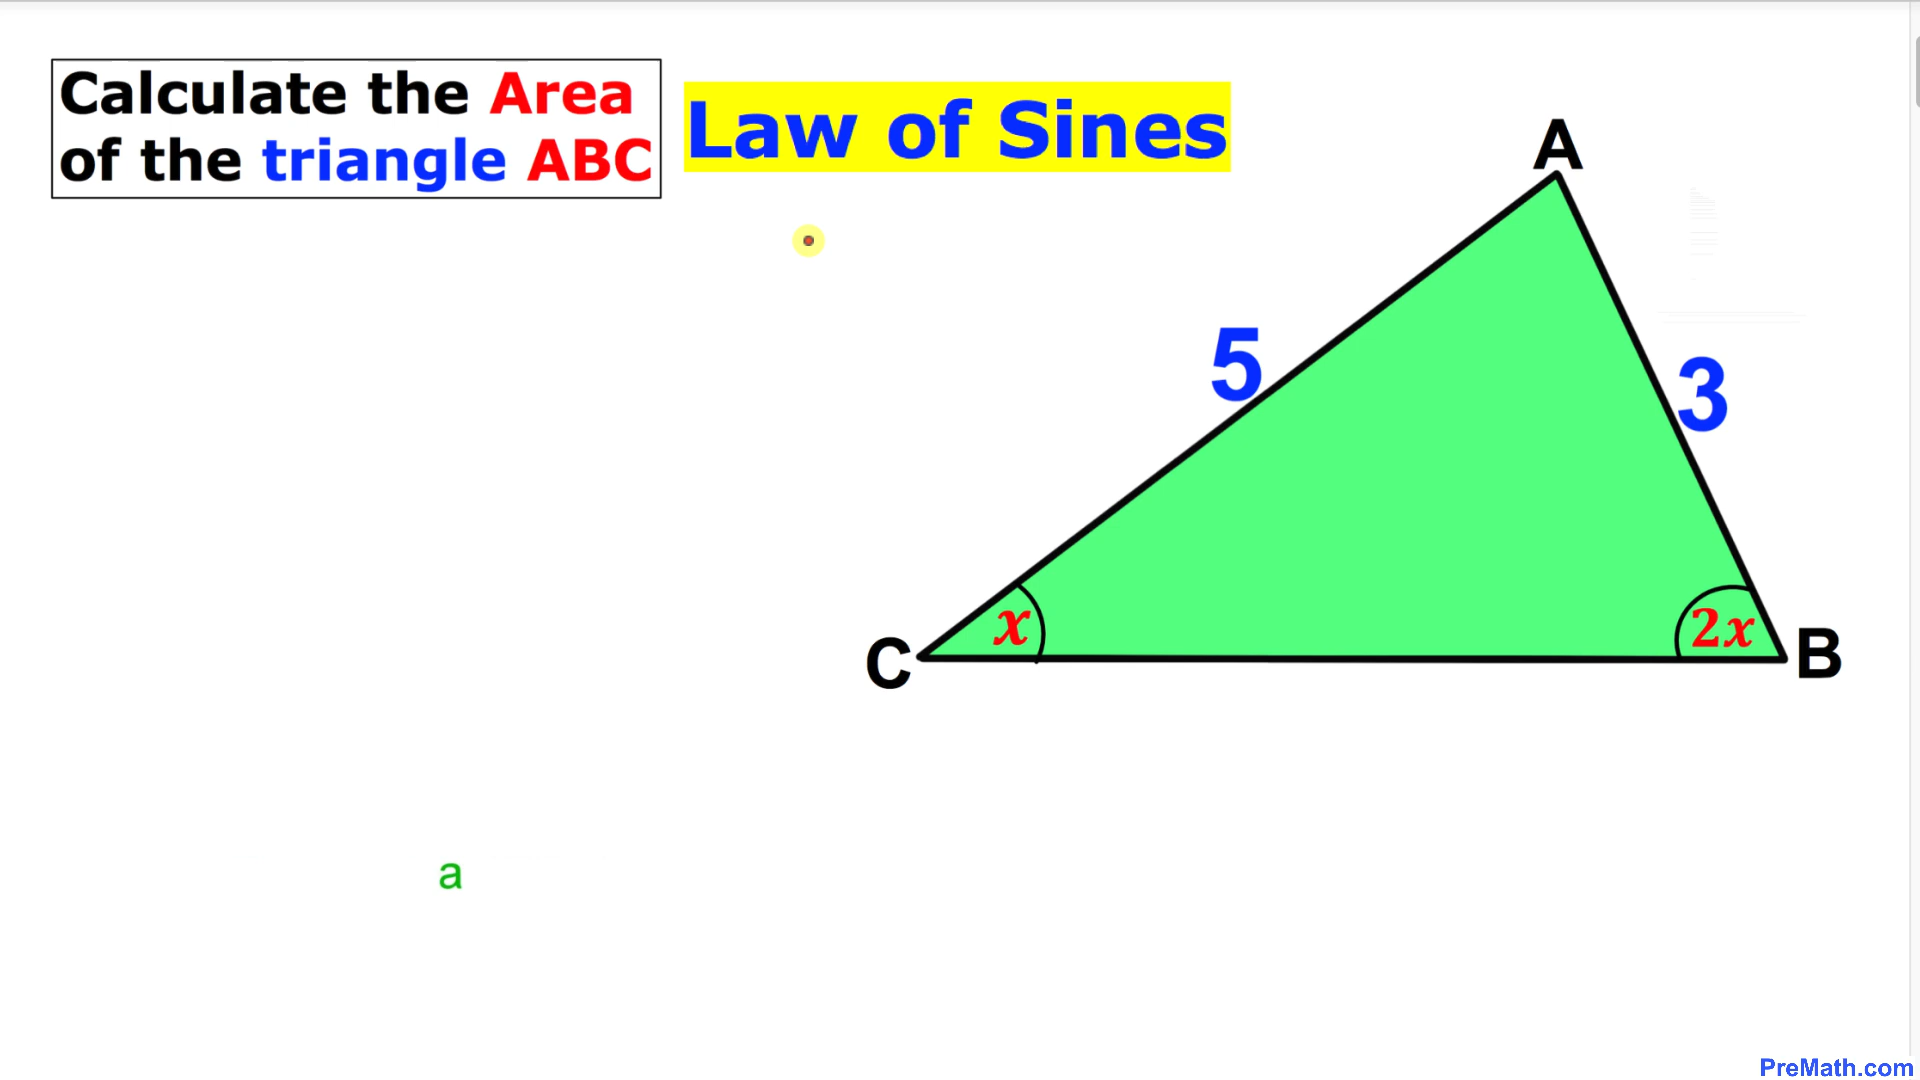 Calculate the Area
of the triangle ABC
Law of Sines
A
5
3
x
2x
C
B
a
PreMath.com